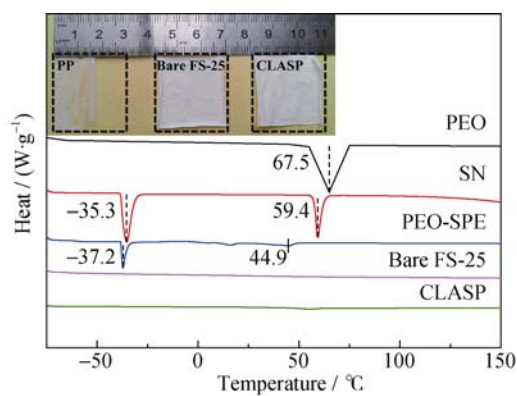 1 2 3 4 5 6 7 8 9 10 11
PP
Bare FS-25
CLASP
PEO
67.5
SN
−35.3
59.4
PEO-SPE
−37.2
44.9
Bare FS-25
CLASP
Heat / (W·g⁻¹)
−50 0 50 100 150
Temperature / °C